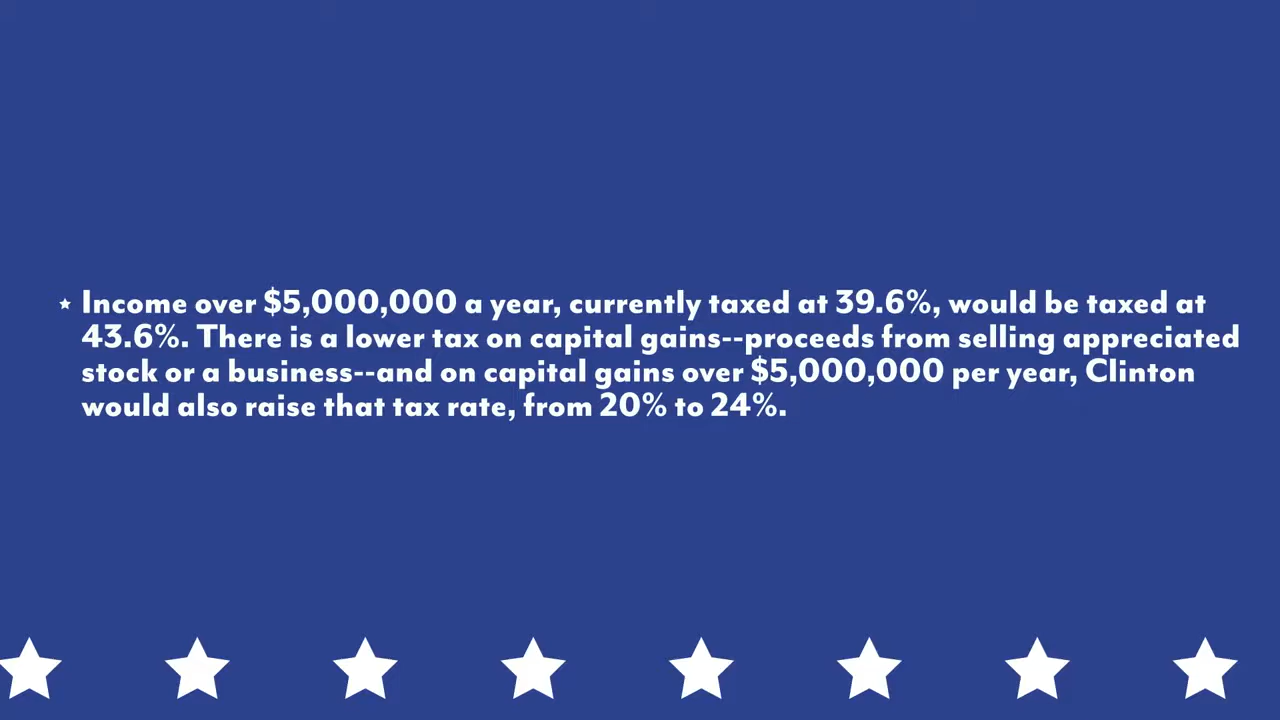 Income over $5,000,000 a year, currently taxed at 39.6%, would be taxed at
43.6%. There is a lower tax on capital gains--proceeds from selling appreciated
stock or a business--and on capital gains over $5,000,000 per year, Clinton
would also raise that tax rate, from 20% to 24%.